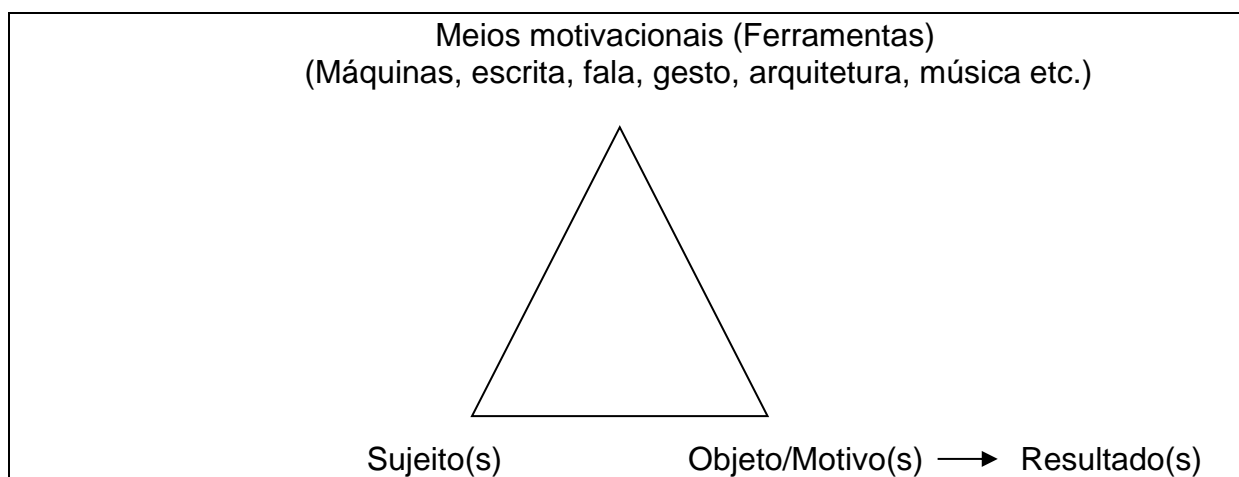 Meios motivacionais (Ferramentas)
(Máquinas, escrita, fala, gesto, arquitetura, música etc.)
Sujeito(s) Objeto/Motivo(s) Resultado(s)